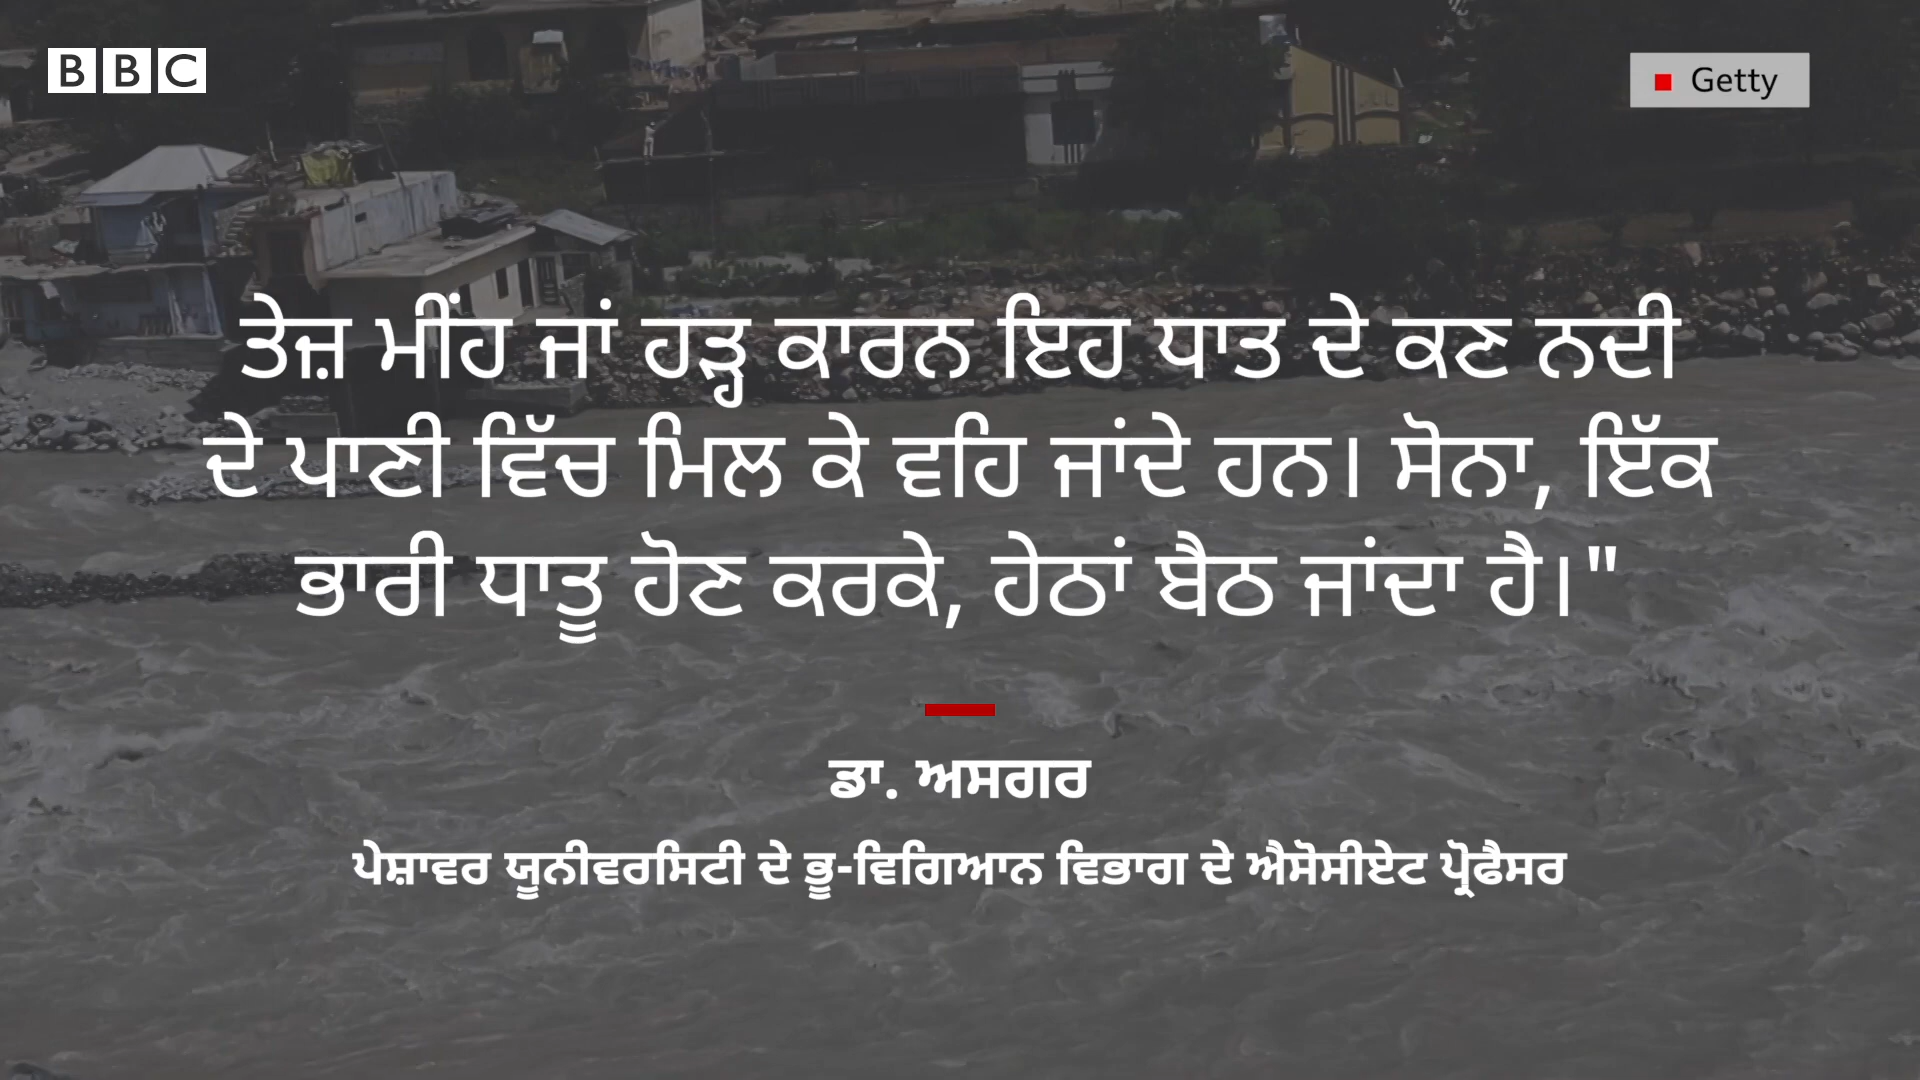 BBC
Getty
ਤੇਜ਼ ਮੀਂਹ ਜਾਂ ਹੜ੍ਹ ਕਾਰਨ ਇਹ ਧਾਤ ਦੇ ਕਣ ਨਦੀ
ਦੇ ਪਾਣੀ ਵਿੱਚ ਮਿਲ ਕੇ ਵਹਿ ਜਾਂਦੇ ਹਨ। ਸੋਨਾ, ਇੱਕ
ਭਾਰੀ ਧਾਤੂ ਹੋਣ ਕਰਕੇ, ਹੇਠਾਂ ਬੈਠ ਜਾਂਦਾ ਹੈ।"
ਡਾ. ਅਸਗਰ
ਪੇਸ਼ਾਵਰ ਯੂਨੀਵਰਸਿਟੀ ਦੇ ਭੂ-ਵਿਗਿਆਨ ਵਿਭਾਗ ਦੇ ਐਸੋਸੀਏਟ ਪ੍ਰੋਫੈਸਰ